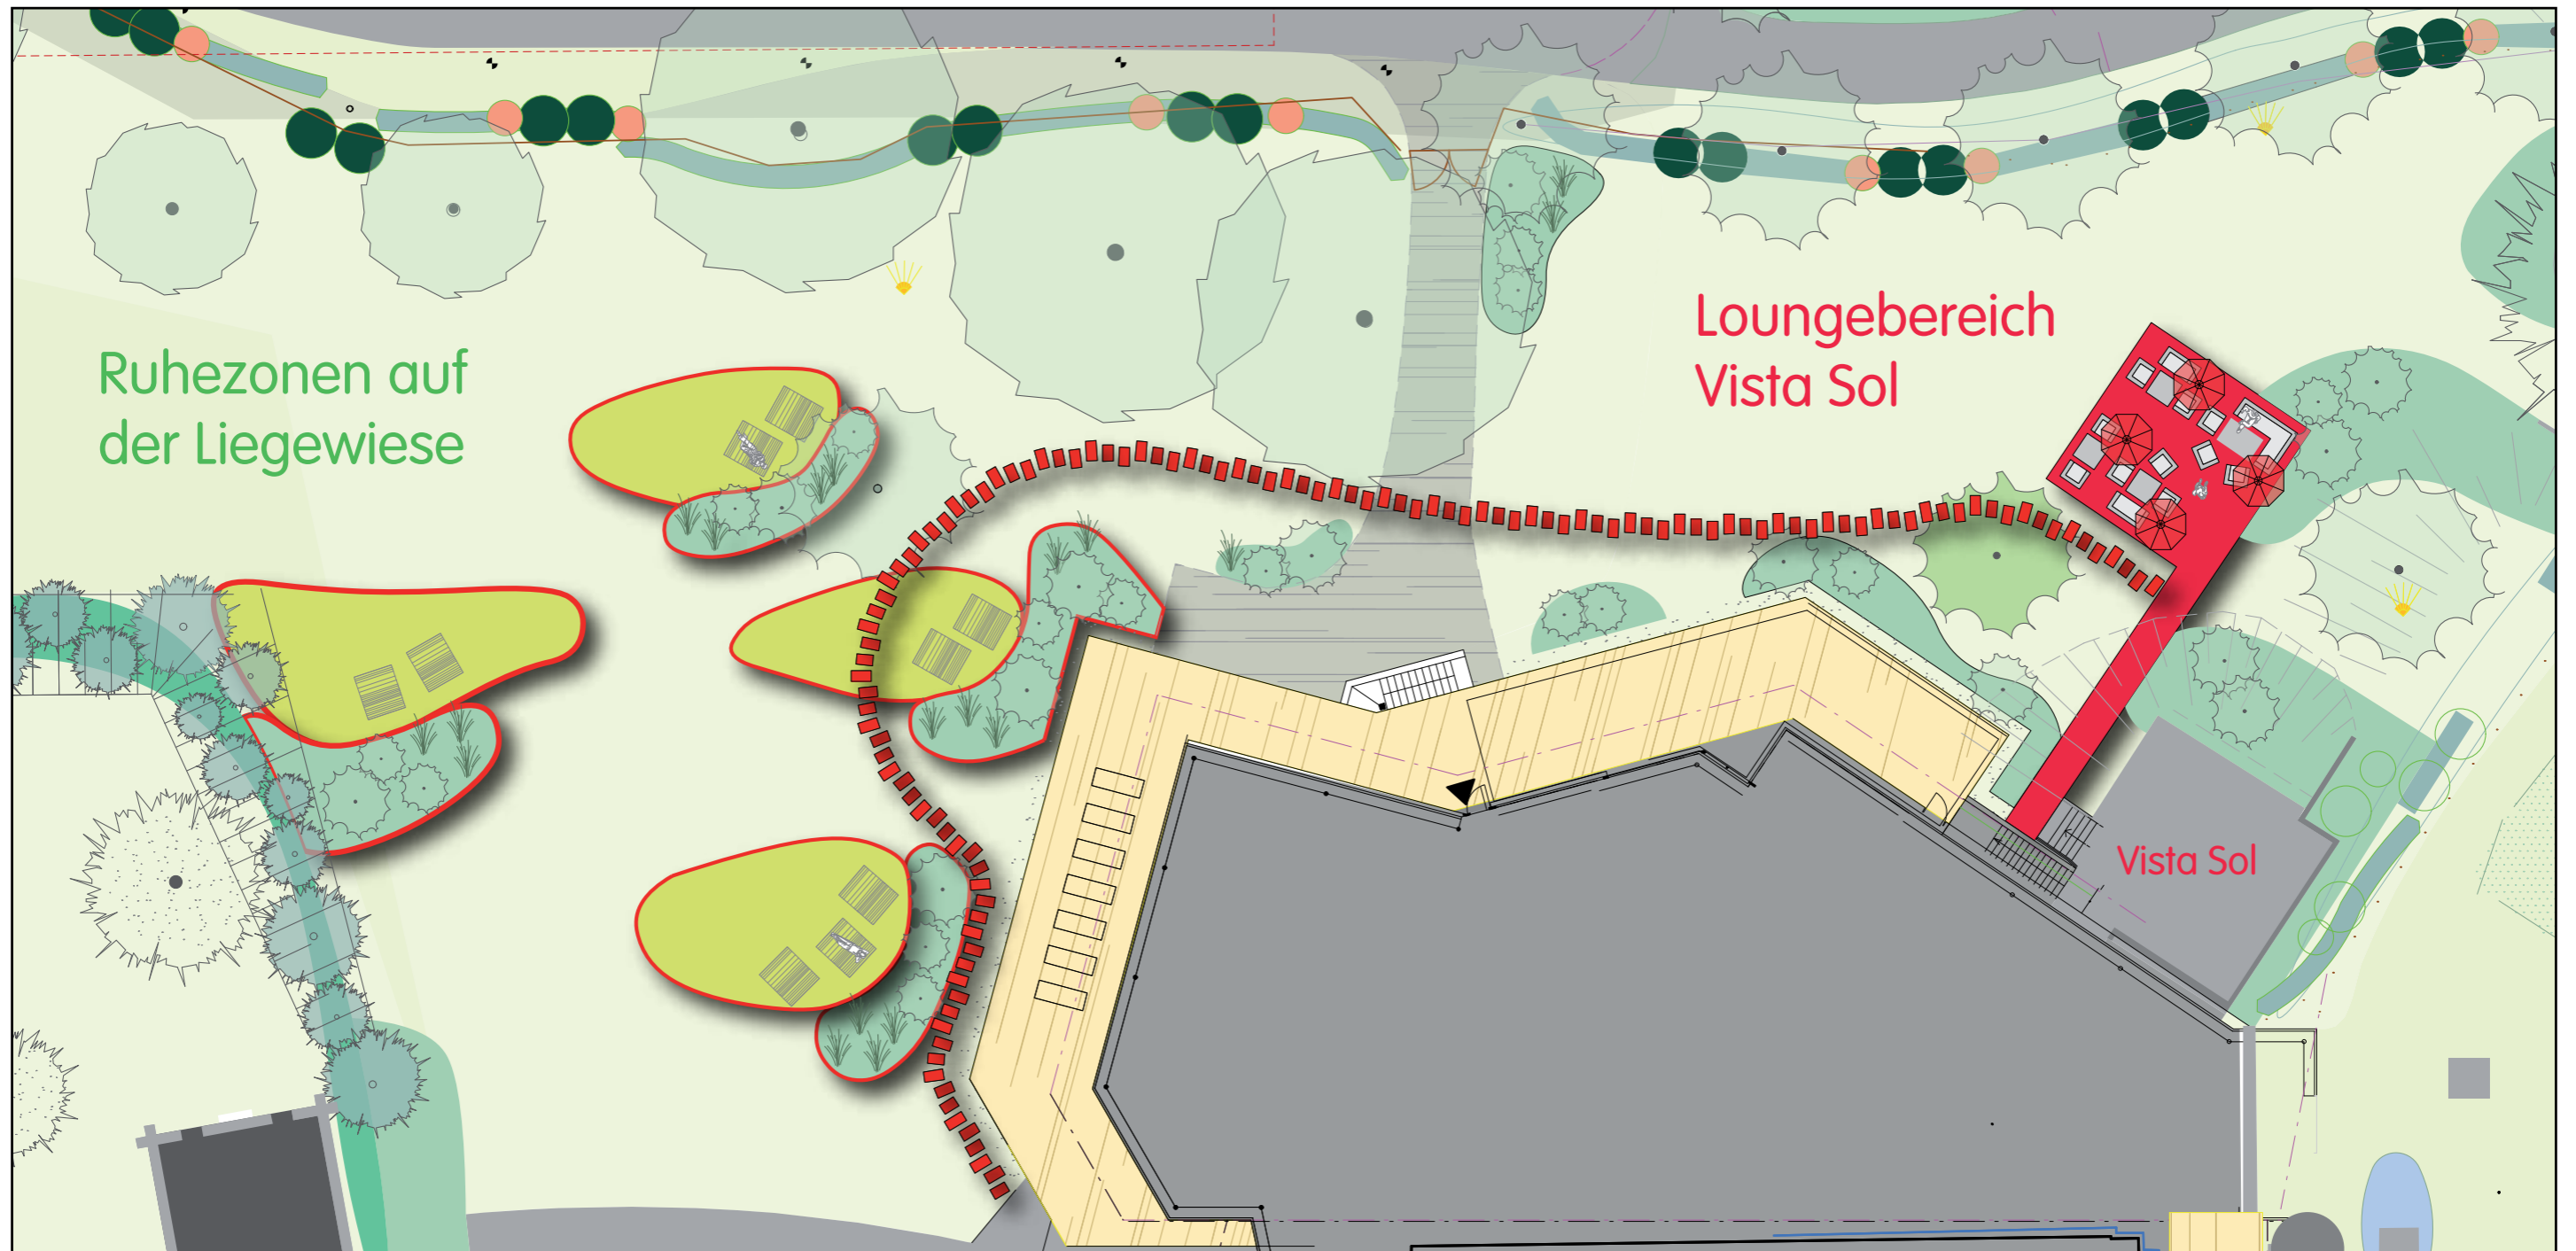 Ruhezonen auf
der Liegewiese
Loungebereich
Vista Sol
Vista Sol